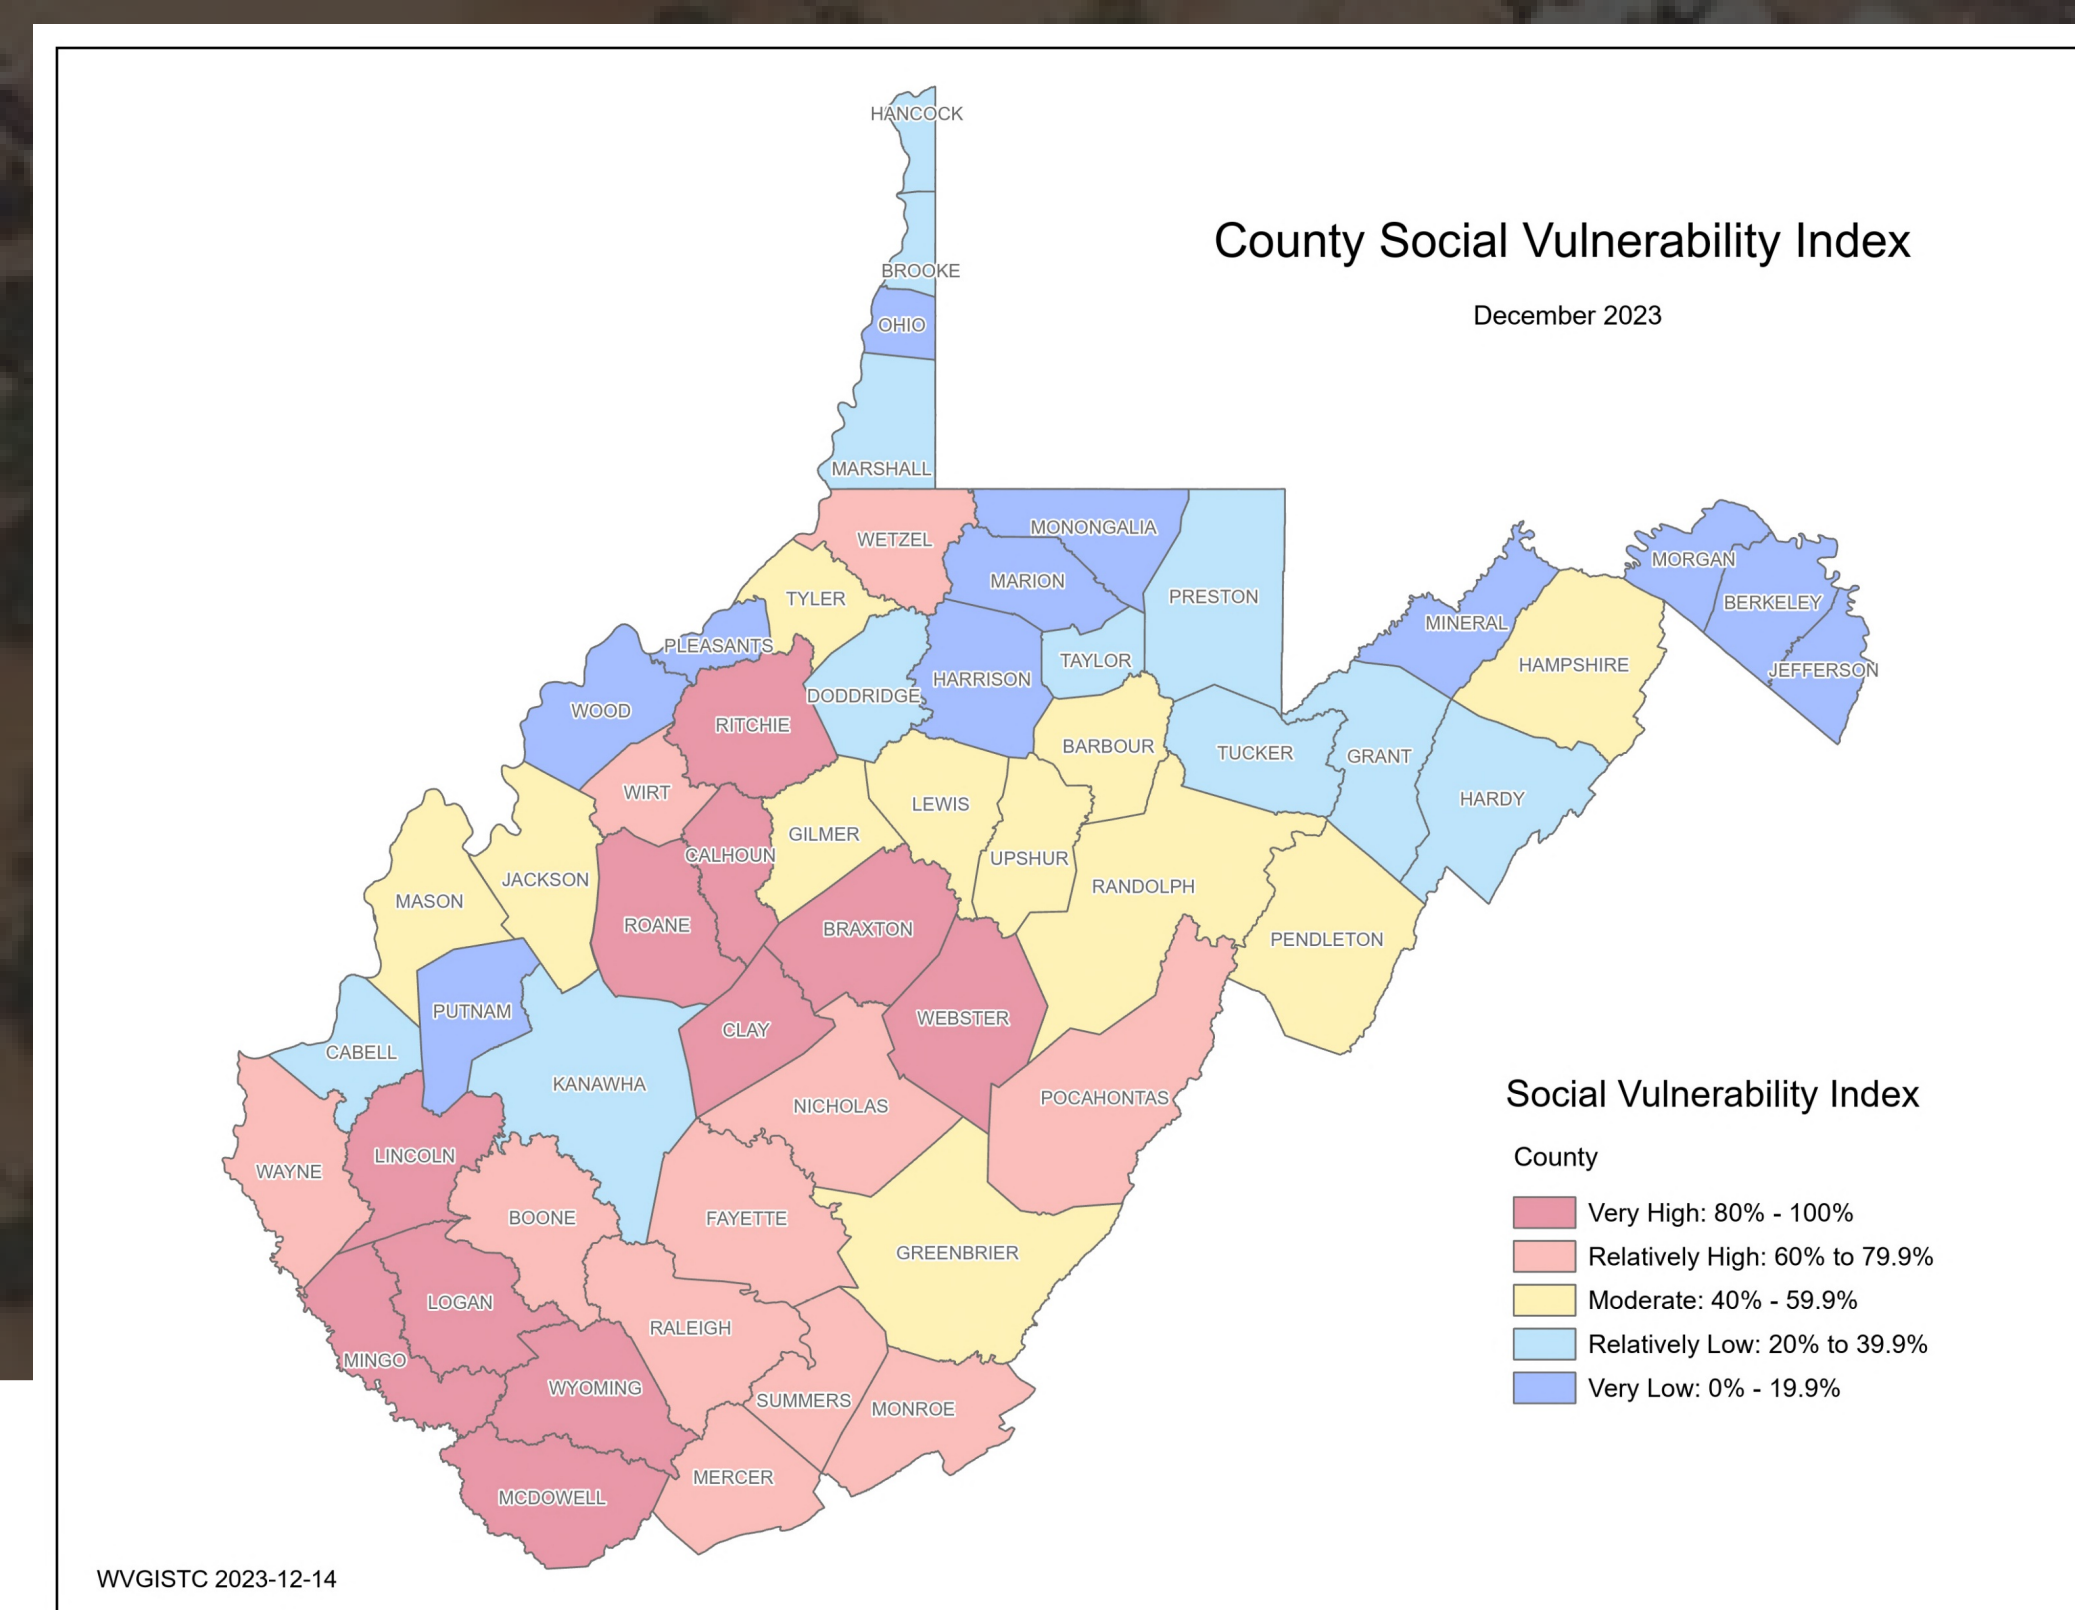 HANCOCK
BROOKE
OHIO
County Social Vulnerability Index
December 2023
MARSHALL
WETZEL
MONONGALIA
MARION
PRESTON
TYLER
MORGAN
BERKELEY
MINERAL
PLEASANTS
TAYLOR
HAMPSHIRE
JEFFERSON
HARRISON
DODDRIDGE
WOOD
RITCHIE
BARBOUR
TUCKER
GRANT
WIRT
HARDY
LEWIS
GILMER
CALHOUN
UPSHUR
JACKSON
RANDOLPH
MASON
ROANE
BRAXTON
PENDLETON
PUTNAM
WEBSTER
CLAY
CABELL
KANAWHA
NICHOLAS
POCAHONTAS
LINCOLN
WAYNE
BOONE
FAYETTE
GREENBRIER
LOGAN
RALEIGH
MINGO
WYOMING
SUMMERS
MONROE
MERCER
MCDOWELL
Social Vulnerability Index
County
Very High: 80% - 100%
Relatively High: 60% to 79.9%
Moderate: 40% - 59.9%
Relatively Low: 20% to 39.9%
Very Low: 0% - 19.9%
WVGISTC 2023-12-14